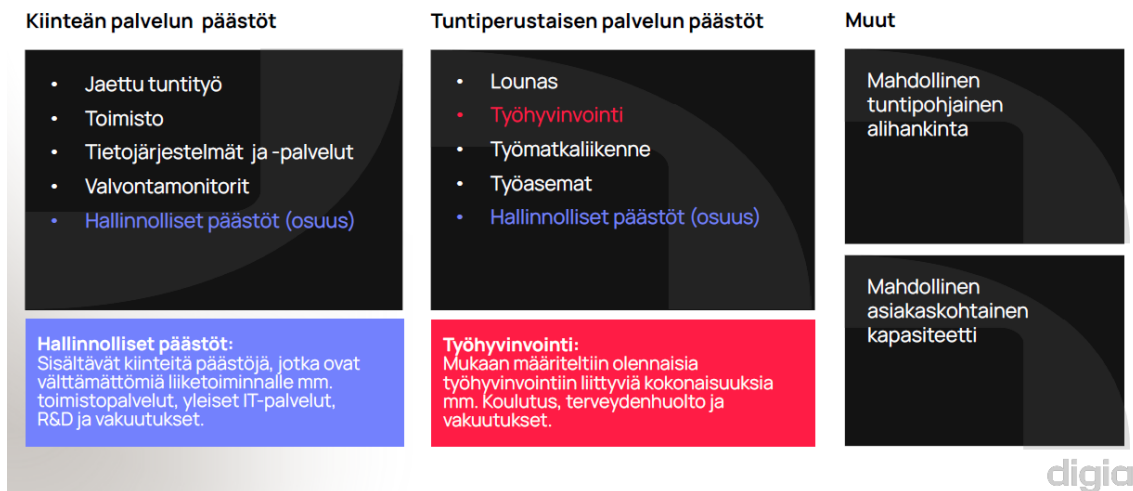 Kiinteän palvelun päästöt
• Jaettu tuntityö
• Toimisto
• Tietojärjestelmät ja -palvelut
• Valvontamonitorit
• Hallinnolliset päästöt (osuus)
Hallinnolliset päästöt:
Sisältävät kiinteitä päästöjä, jotka ovat
välttämättömiä liiketoiminnalle mm.
toimistopalvelut, yleiset IT-palvelut,
R&D ja vakuutukset.
Tuntiperustaisen palvelun päästöt
• Lounas
• Työhyvinvointi
• Työmatkaliikenne
• Työasemat
• Hallinnolliset päästöt (osuus)
Työhyvinvointi:
Mukaan määriteltiin olennaisia
työhyvinvointiin liittyviä kokonaisuuksia
mm. Koulutus, terveydenhuolto ja
vakuutukset.
Muut
Mahdollinen
tuntipohjainen
alihankinta
Mahdollinen
asiakaskohtainen
kapasiteetti
digia